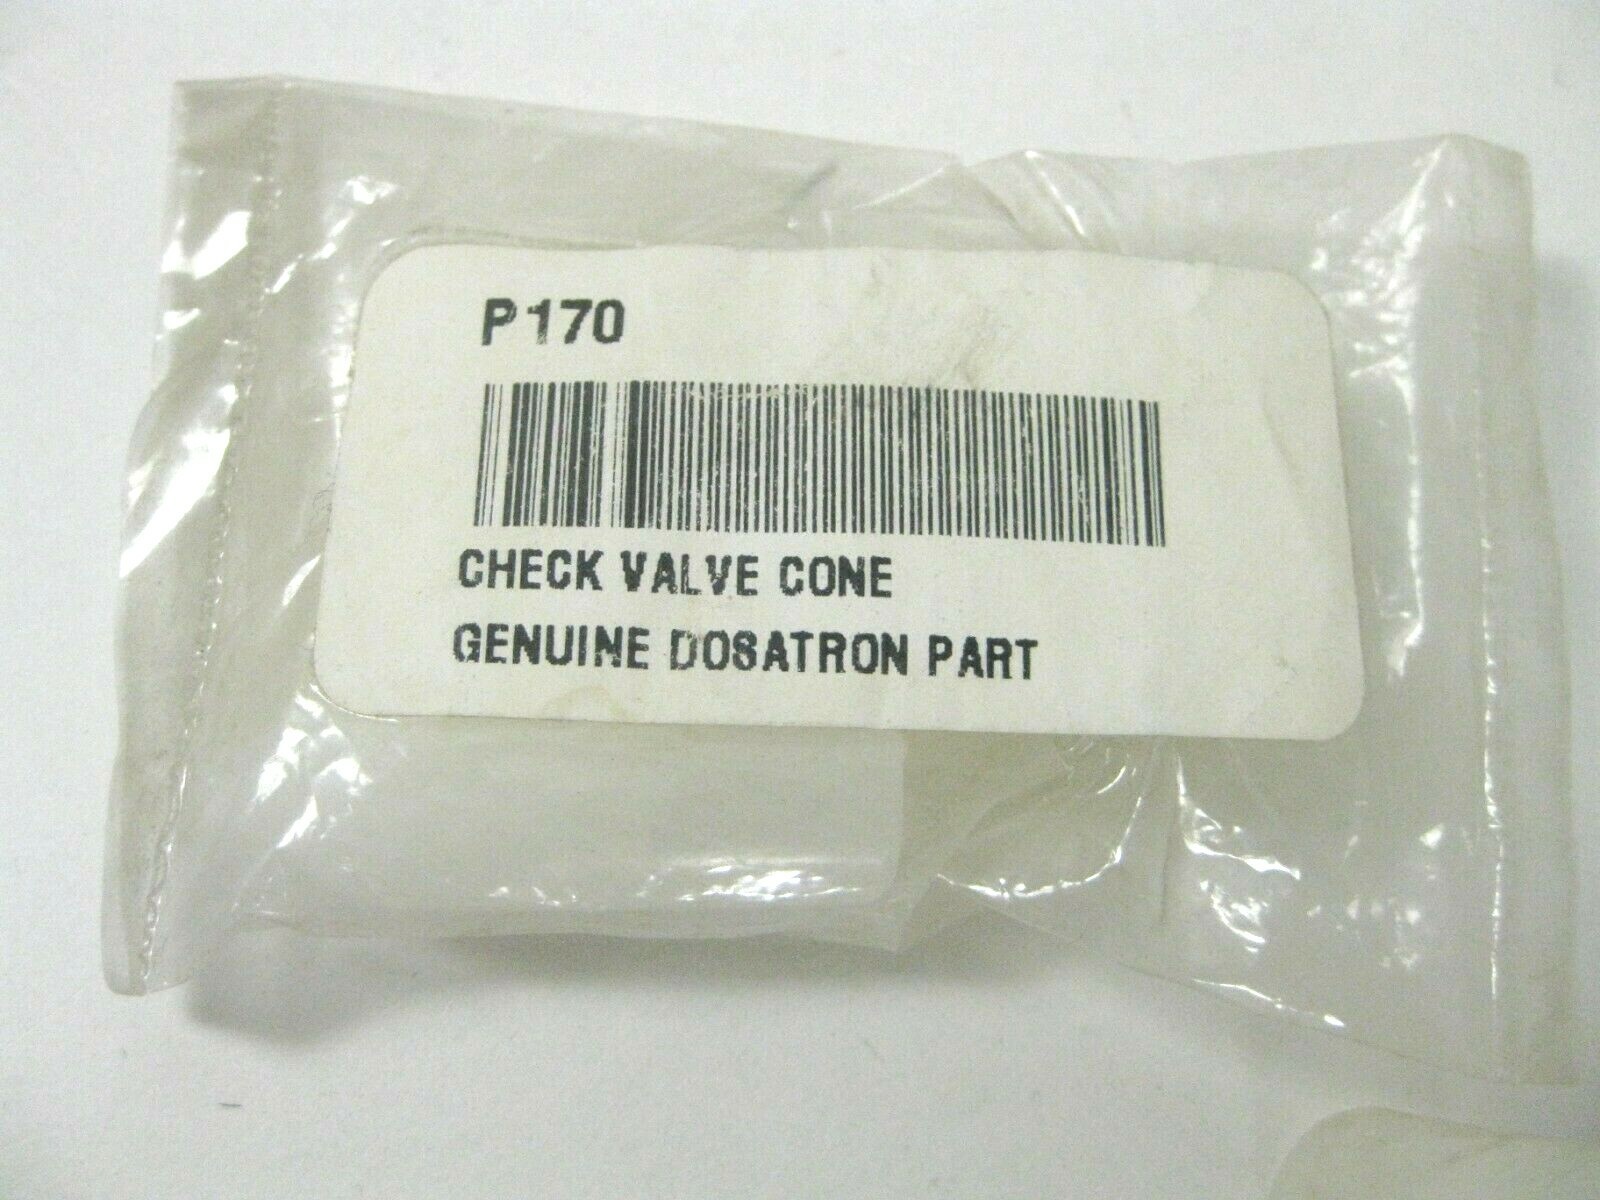 P170
CHECK VALVE CONE
GENUINE DOSATRON PART